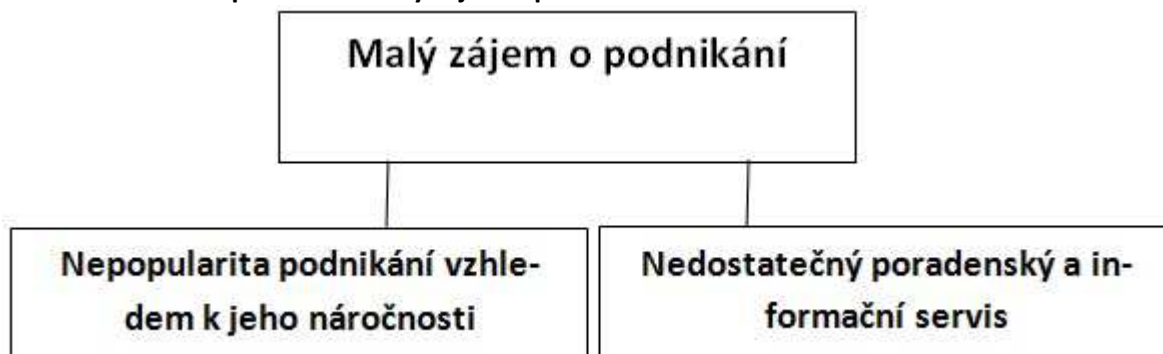 Malý zájem o podnikání
Nepopularita podnikání vzhle-
dem k jeho náročnosti
Nedostatečný poradenský a in-
formační servis